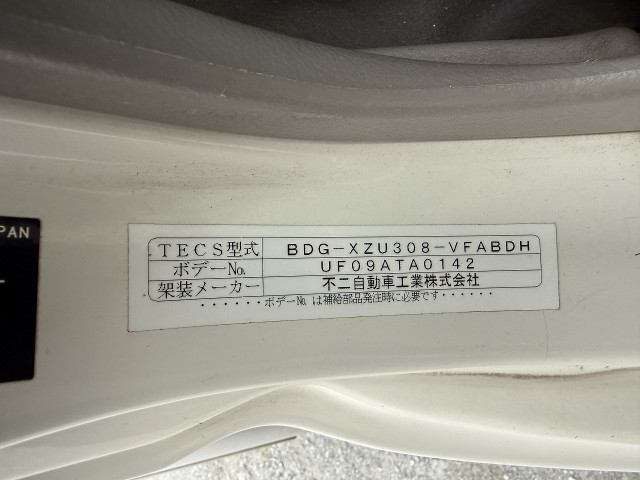 PAN
TECS型式 BDG-XZU308-VFABDH
ボデーNo. UF09ATA0142
架装メーカー 不二自動車工業株式会社
・・・・・・ボデーNo. は補給部品発注時に必要です・・・・・・